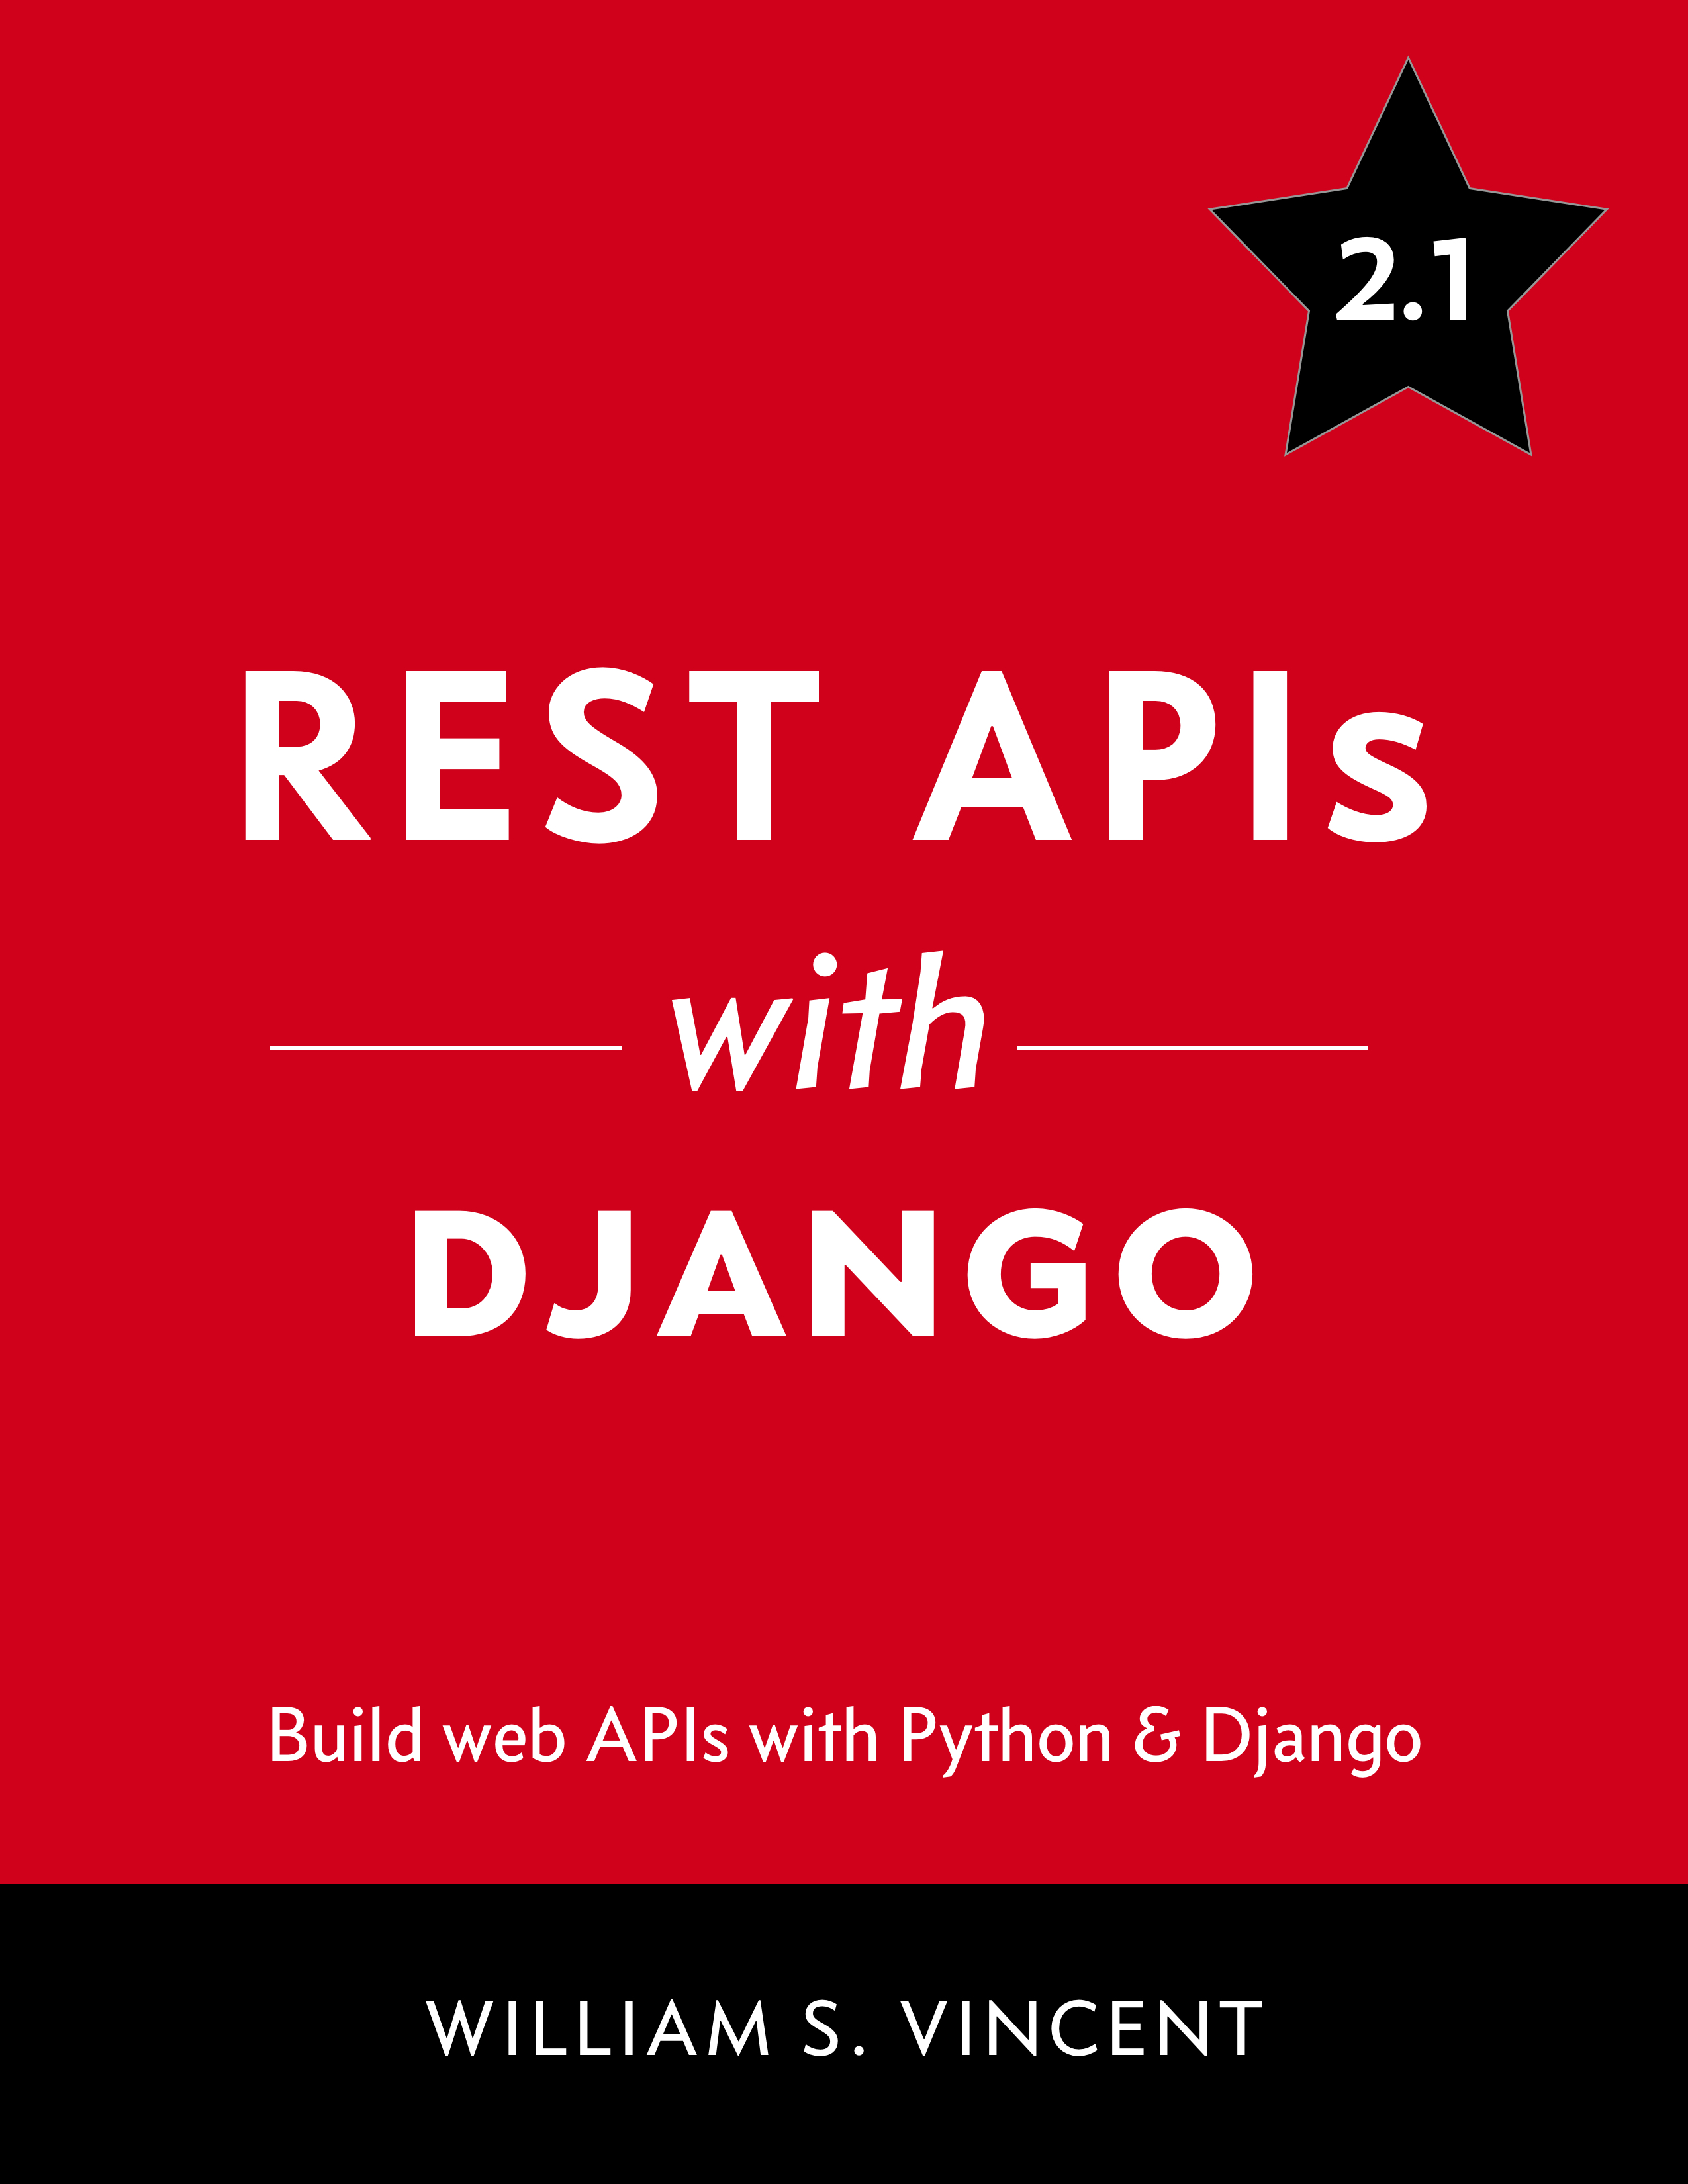 2.1
REST APIs
with
DJANGO
Build web APIs with Python & Django
WILLIAM S. VINCENT